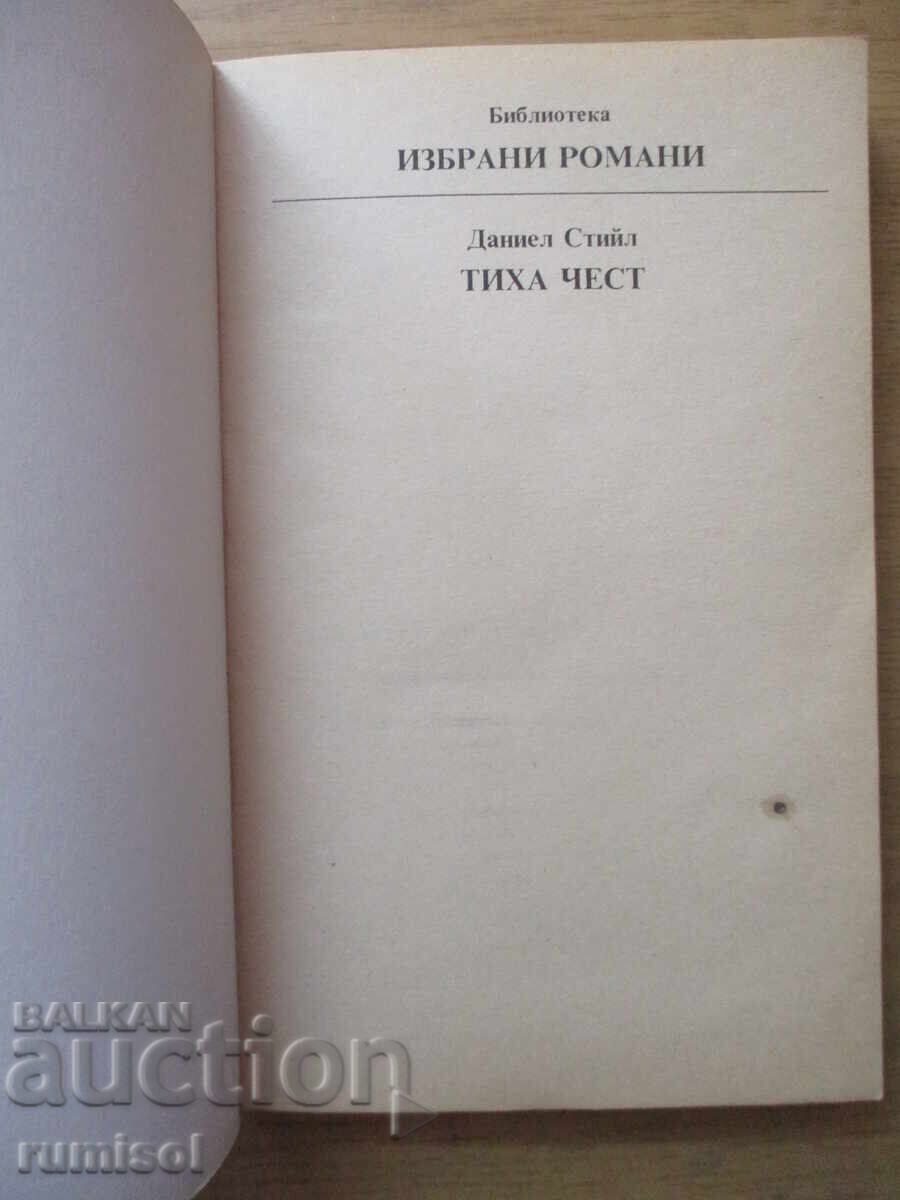 Библиотека
ИЗБРАНИ РОМАНИ
Даниел Стийл
ТИХА ЧЕСТ
BALKAN
auction
rumisol